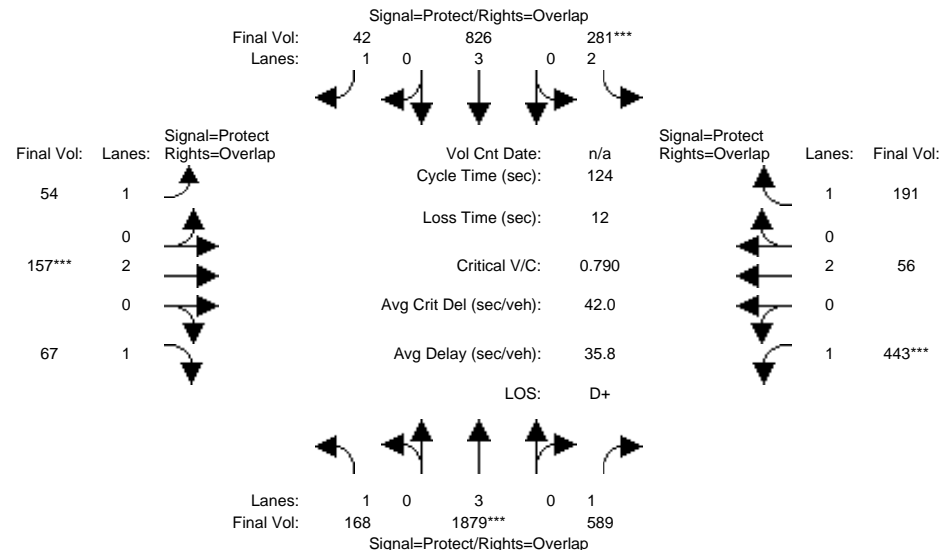 Signal=Protect/Rights=Overlap
Final Vol: 42 826 281***
Lanes: 1 0 3 0 2
Signal=Protect Signal=Protect
Final Vol: Lanes: Rights=Overlap Vol Cnt Date: n/a Rights=Overlap Lanes: Final Vol:
Cycle Time (sec): 124
54 1 1 191
Loss Time (sec): 12
0 0
157*** 2 Critical V/C: 0.790 2 56
0 Avg Crit Del (sec/veh): 42.0 0
67 1 Avg Delay (sec/veh): 35.8 1 443***
LOS: D+
Lanes: 1 0 3 0 1
Final Vol: 168 1879*** 589
Signal=Protect/Rights=Overlap